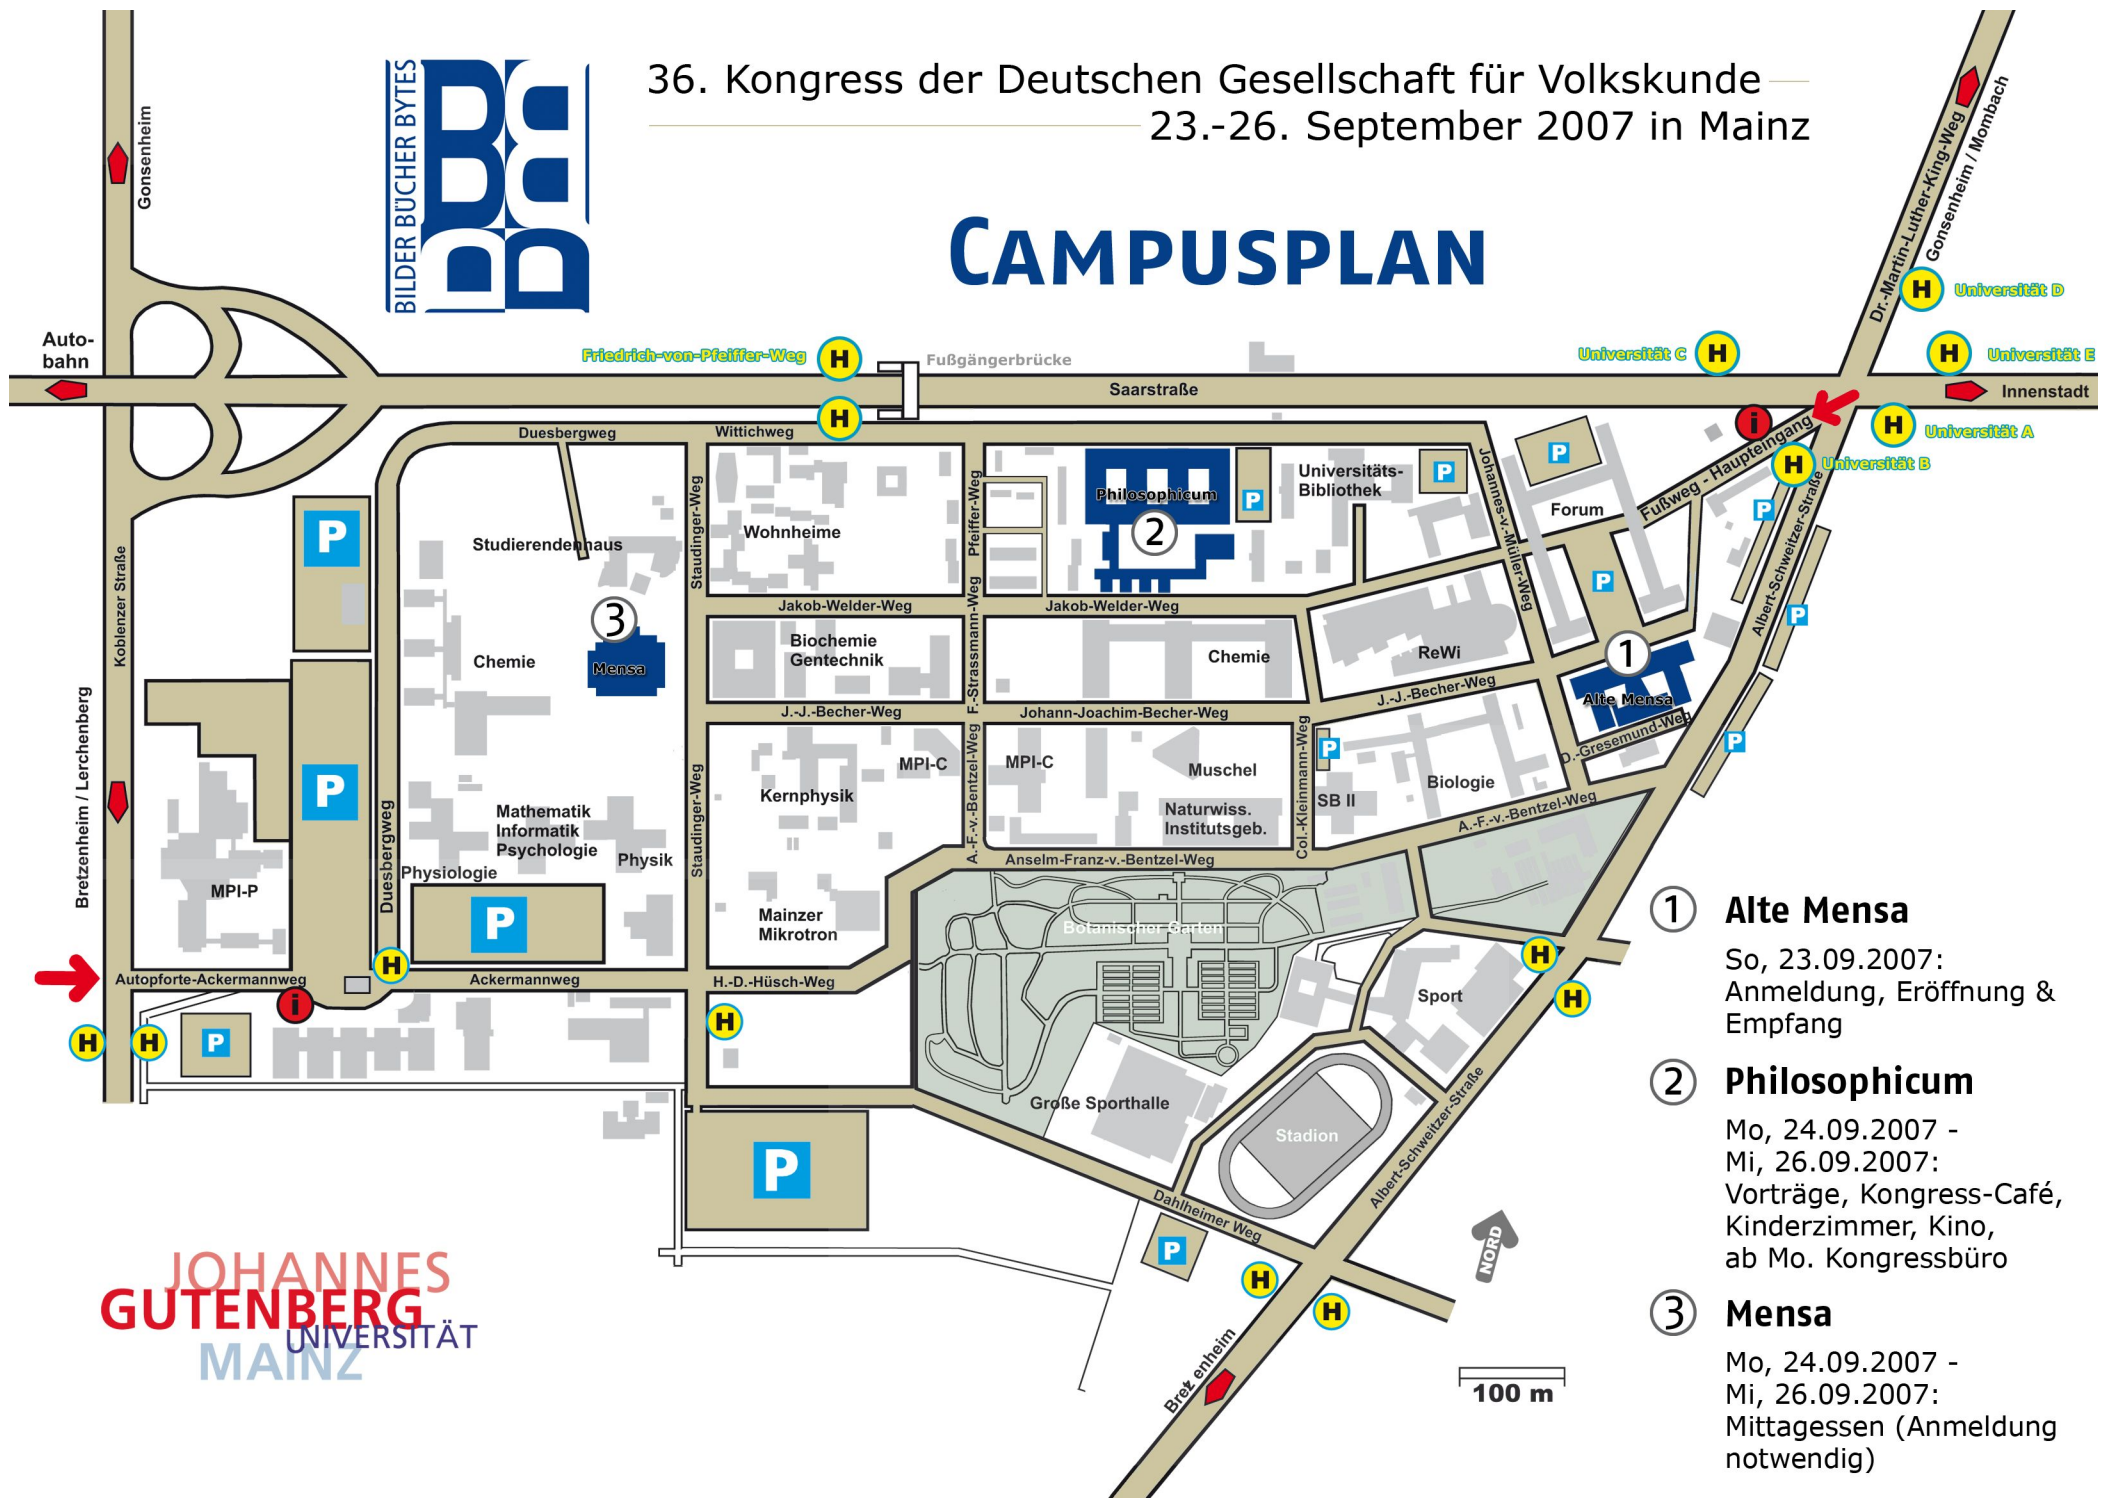 36. Kongress der Deutschen Gesellschaft für Volkskunde
23.-26. September 2007 in Mainz
BILDER BÜCHER BYTES
CAMPUSPLAN
Gonsenheim
Dr.-Martin-Luther-King-Weg
Gonsenheim / Mombach
H
Universität D
Auto-
bahn
Friedrich-von-Pfeiffer-Weg
H
Fußgängerbrücke
Universität C
H
H
Universität E
Saarstraße
Innenstadt
H
i
H
Universität A
Duesbergweg
Wittichweg
Fußweg - Haupteingang
H
Universität B
Koblenzer Straße
P
Studierendenhaus
Staudinger-Weg
Wohnheime
Pfeiffer-Weg
Philosophicum
2
P
Universitäts-
Bibliothek
P
Johannes-v.-Müller-Weg
P
Forum
P
P
Albert-Schweitzer-Straße
P
3
Jakob-Welder-Weg
Jakob-Welder-Weg
F.-Strassmann-Weg
Chemie
Mensa
Biochemie
Gentechnik
Chemie
ReWi
1
Alte Mensa
J.-J.-Becher-Weg
Johann-Joachim-Becher-Weg
J.-J.-Becher-Weg
D.-Gresemund-Weg
P
Bretzenheim / Lerchenberg
P
Duesbergweg
Mathematik
Informatik
Psychologie
Physik
Physiologie
Staudinger-Weg
Kernphysik
MPI-C
A.-F.-v.-Bentzel-Weg
MPI-C
Muschel
Naturwiss.
Institutsgeb.
Col.-Kleinmann-Weg
P
SB II
Biologie
A.-F.-v.-Bentzel-Weg
Anselm-Franz-v.-Bentzel-Weg
MPI-P
P
Mainzer
Mikrotron
Botanischer Garten
H
Autopforte-Ackermannweg
Ackermannweg
H.-D.-Hüsch-Weg
i
H
Sport
H
H
H
H
P
H
Große Sporthalle
Stadion
Albert-Schweitzer-Straße
P
Dahlheimer Weg
P
H
H
NORD
Bretzenheim
100 m
1
Alte Mensa
So, 23.09.2007:
Anmeldung, Eröffnung &
Empfang
2
Philosophicum
Mo, 24.09.2007 -
Mi, 26.09.2007:
Vorträge, Kongress-Café,
Kinderzimmer, Kino,
ab Mo. Kongressbüro
3
Mensa
Mo, 24.09.2007 -
Mi, 26.09.2007:
Mittagessen (Anmeldung
notwendig)
JOHANNES
GUTENBERG
UNIVERSITÄT
MAINZ